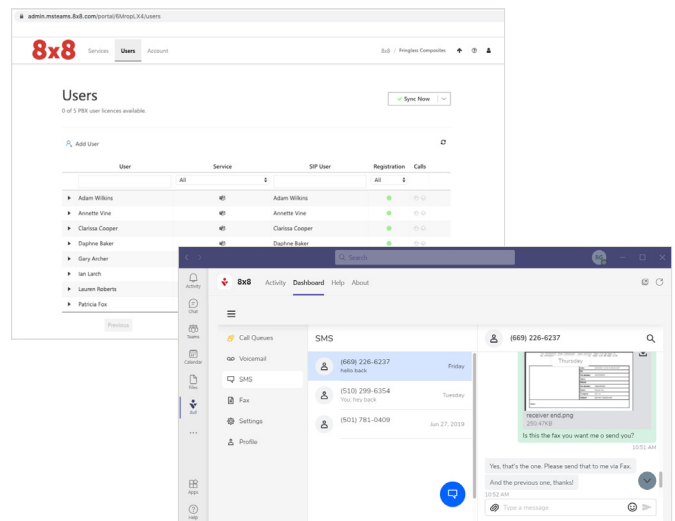 admin.msteams.8x8.com/portal/6MdropLX4/users
8x8 Services Users Account 8x8 / Fringlass Composites
Users
0 of 5 PBX user licences available.
Sync Now
Add User
User Service SIP User Registration Calls
All All
Adam Wilkins Adam Wilkins
Annette Vine Annette Vine
Clarissa Cooper Clarissa Cooper
Daphne Baker Daphne Baker
Gary Archer
Ian Larch
Lauren Roberts
Patricia Fox
Previous
Search
RC
Activity
Chat
Teams
Calendar
Files
8x8
Apps
Help
8x8 Activity Dashboard Help About
Call Queues
Voicemail
SMS
Fax
Settings
Profile
SMS
(669) 226-6237
hello back Friday
(510) 299-6354
You: hey back Tuesday
(501) 781-0409
Jun 27, 2019
(669) 226-6237
Thursday
receiver end.png
250.47KB
Is this the fax you want me o send you?
10:51 AM
Yes, that's the one. Please send that to me via Fax.
And the previous one, thanks!
10:52 AM
Type a message